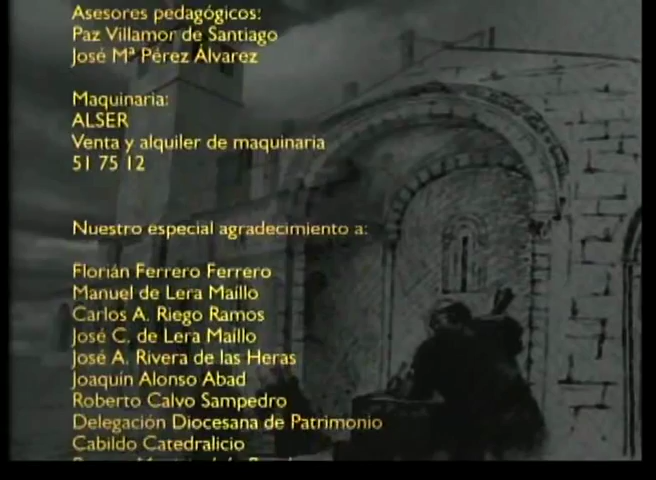 Asesores pedagógicos:
Paz Villamor de Santiago
José Mª Pérez Álvarez
Maquinaria:
ALSER
Venta y alquiler de maquinaria
51 75 12
Nuestro especial agradecimiento a:
Florián Ferrero Ferrero
Manuel de Lera Maíllo
Carlos A. Riego Ramos
José C. de Lera Maíllo
José A. Rivera de las Heras
Joaquín Alonso Abad
Roberto Calvo Sampedro
Delegación Diocesana de Patrimonio
Cabildo Catedralicio